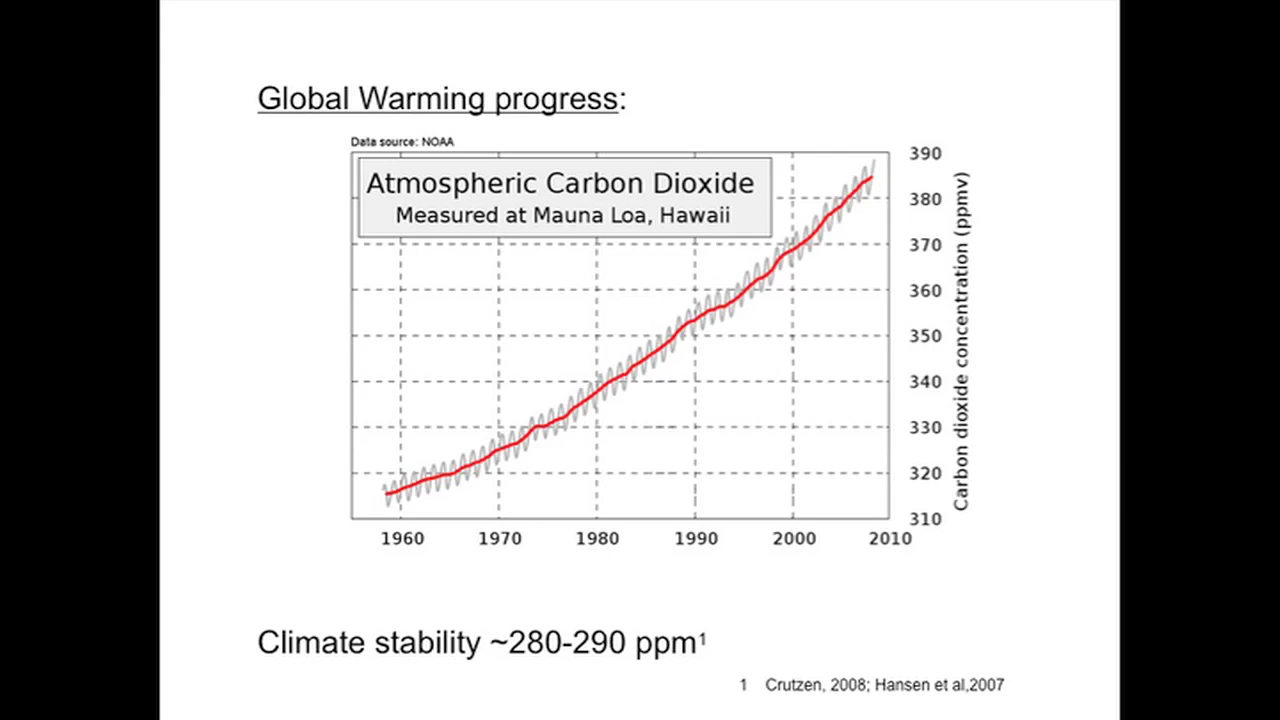 Global Warming progress:
Data source: NOAA
Atmospheric Carbon Dioxide
Measured at Mauna Loa, Hawaii
390
380
370
360
350
340
330
320
310
Carbon dioxide concentration (ppmv)
1960 1970 1980 1990 2000 2010
Climate stability ~280-290 ppm¹
1 Crutzen, 2008; Hansen et al,2007